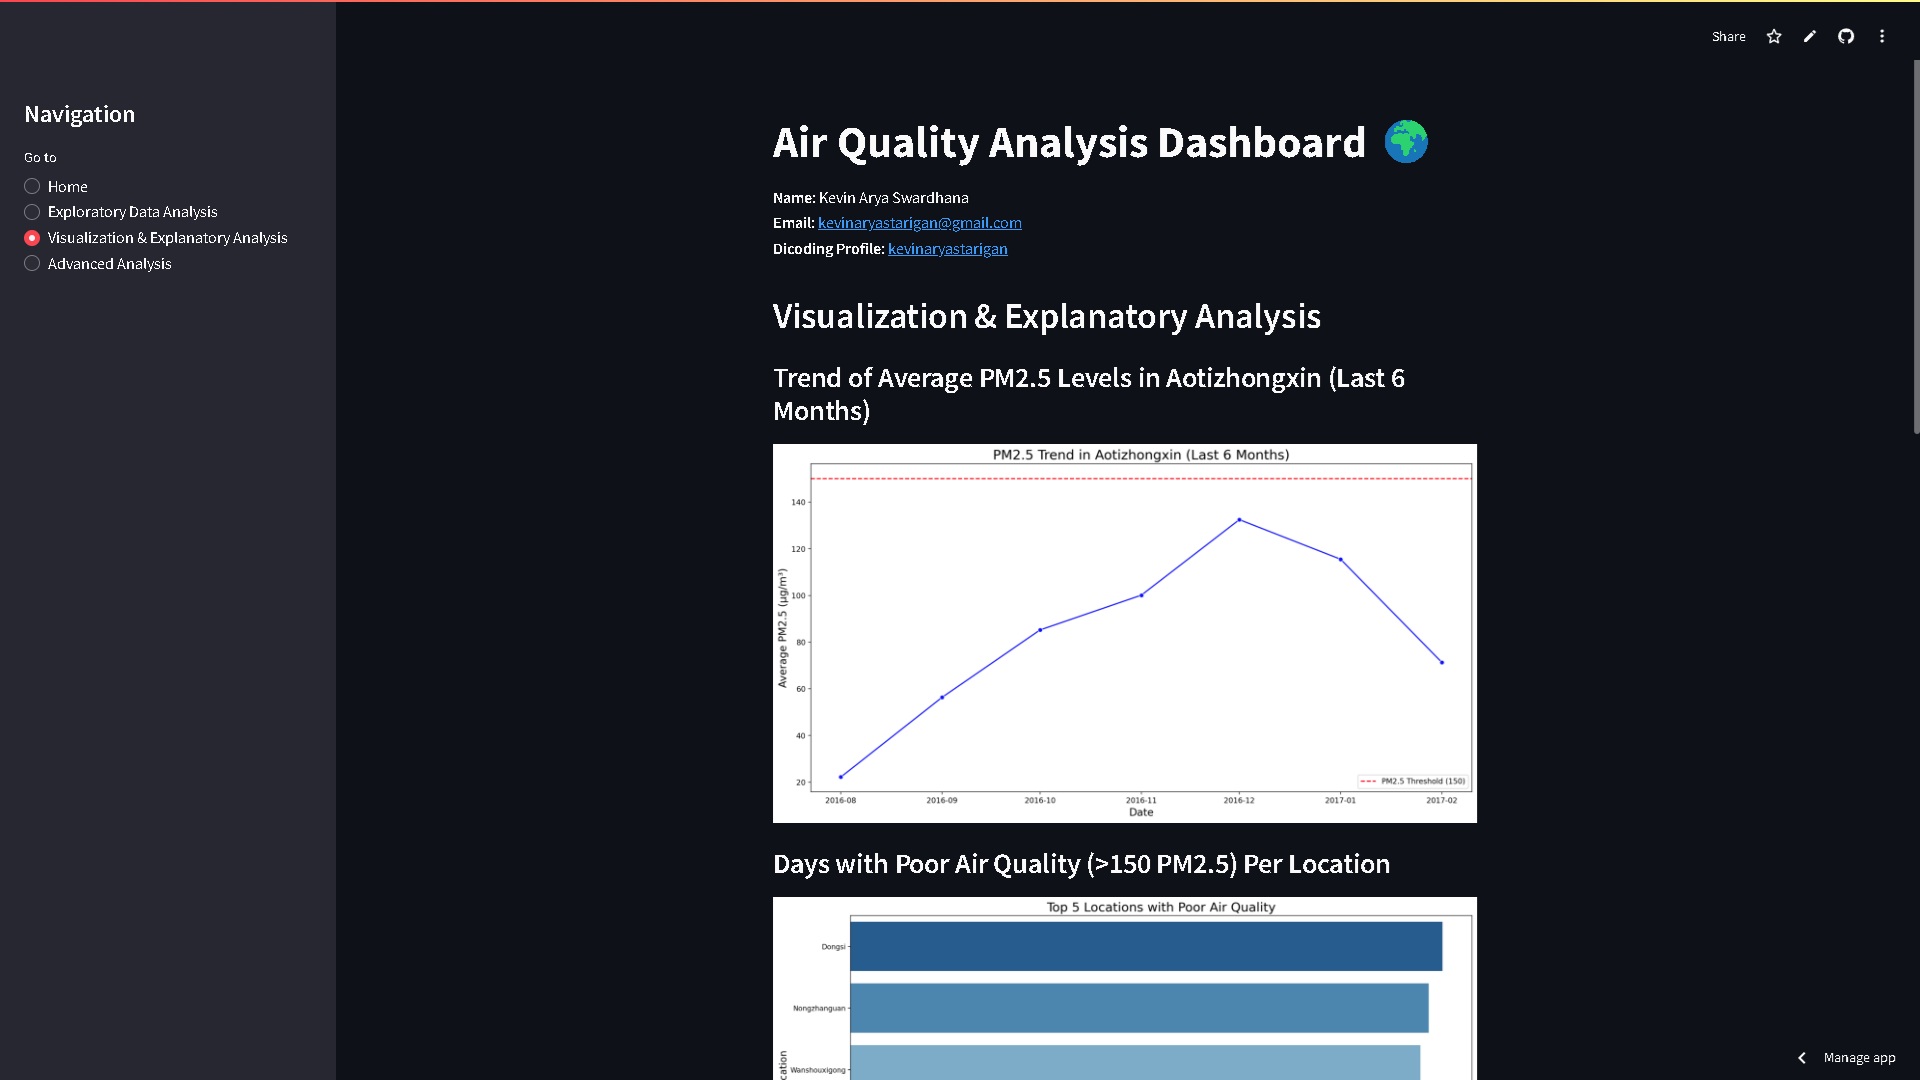 Share
Navigation
Go to
Home
Exploratory Data Analysis
Visualization & Explanatory Analysis
Advanced Analysis
Air Quality Analysis Dashboard
Name: Kevin Arya Swardhana
Email: kevinaryastarigan@gmail.com
Dicoding Profile: kevinaryastarigan
Visualization & Explanatory Analysis
Trend of Average PM2.5 Levels in Aotizhongxin (Last 6
Months)
PM2.5 Trend in Aotizhongxin (Last 6 Months)
Average PM2.5 (µg/m³)
140
120
100
80
60
40
20
PM2.5 Threshold (150)
2016-08 2016-09 2016-10 2016-11 2016-12 2017-01 2017-02
Date
Days with Poor Air Quality (>150 PM2.5) Per Location
Top 5 Locations with Poor Air Quality
Dongsi
Nongzhanguan
Wanshouxigong
Manage app